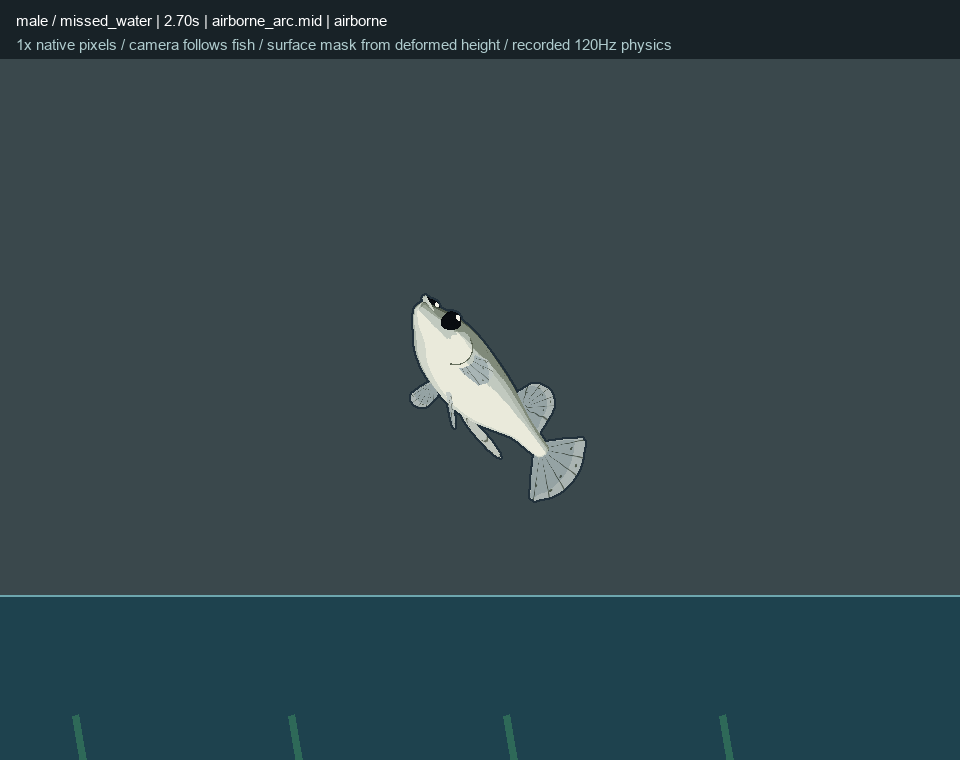 male / missed_water | 2.70s | airborne_arc.mid | airborne
1x native pixels / camera follows fish / surface mask from deformed height / recorded 120Hz physics